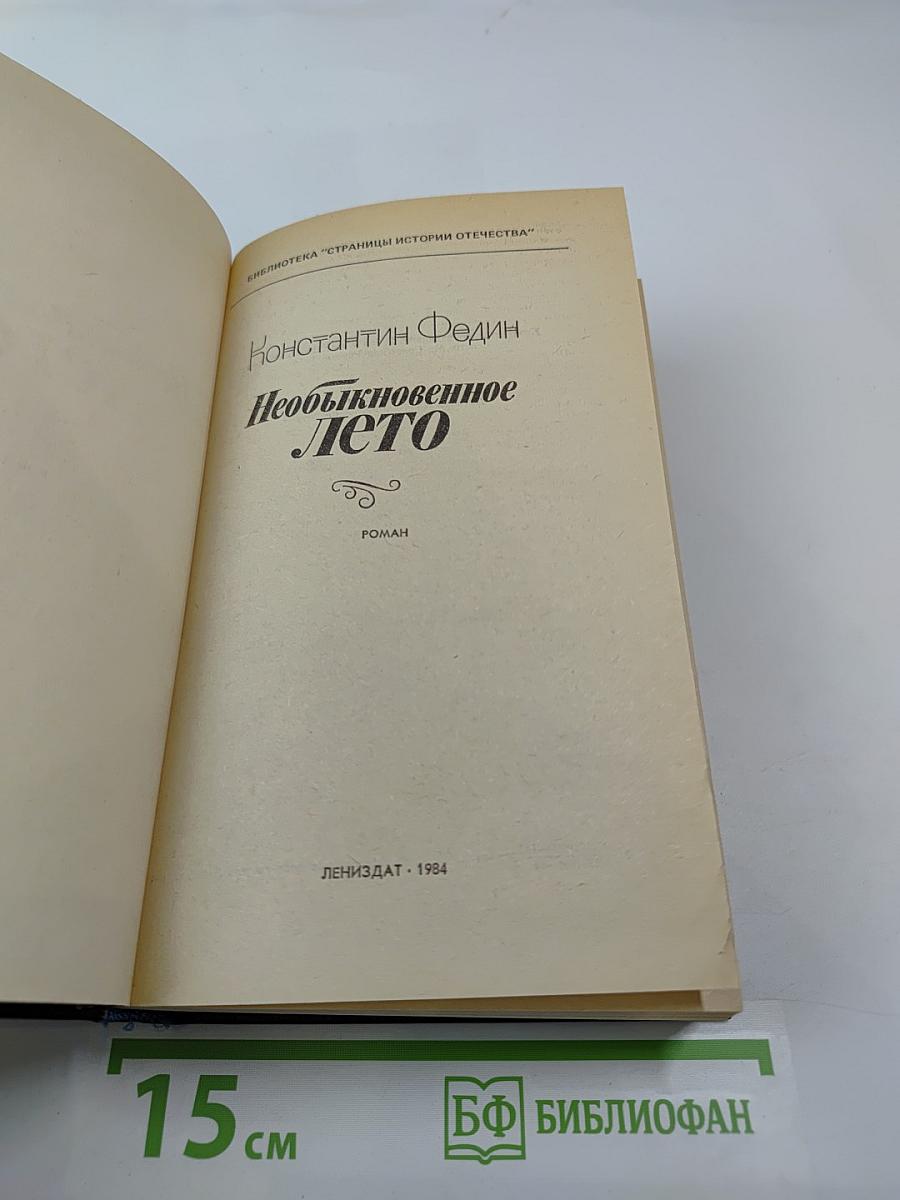 БИБЛИОТЕКА "СТРАНИЦЫ ИСТОРИИ ОТЕЧЕСТВА"
Константин Федин
Необыкновенное
лето
РОМАН
ЛЕНИЗДАТ • 1984
15 см
БФ БИБЛИОФАН